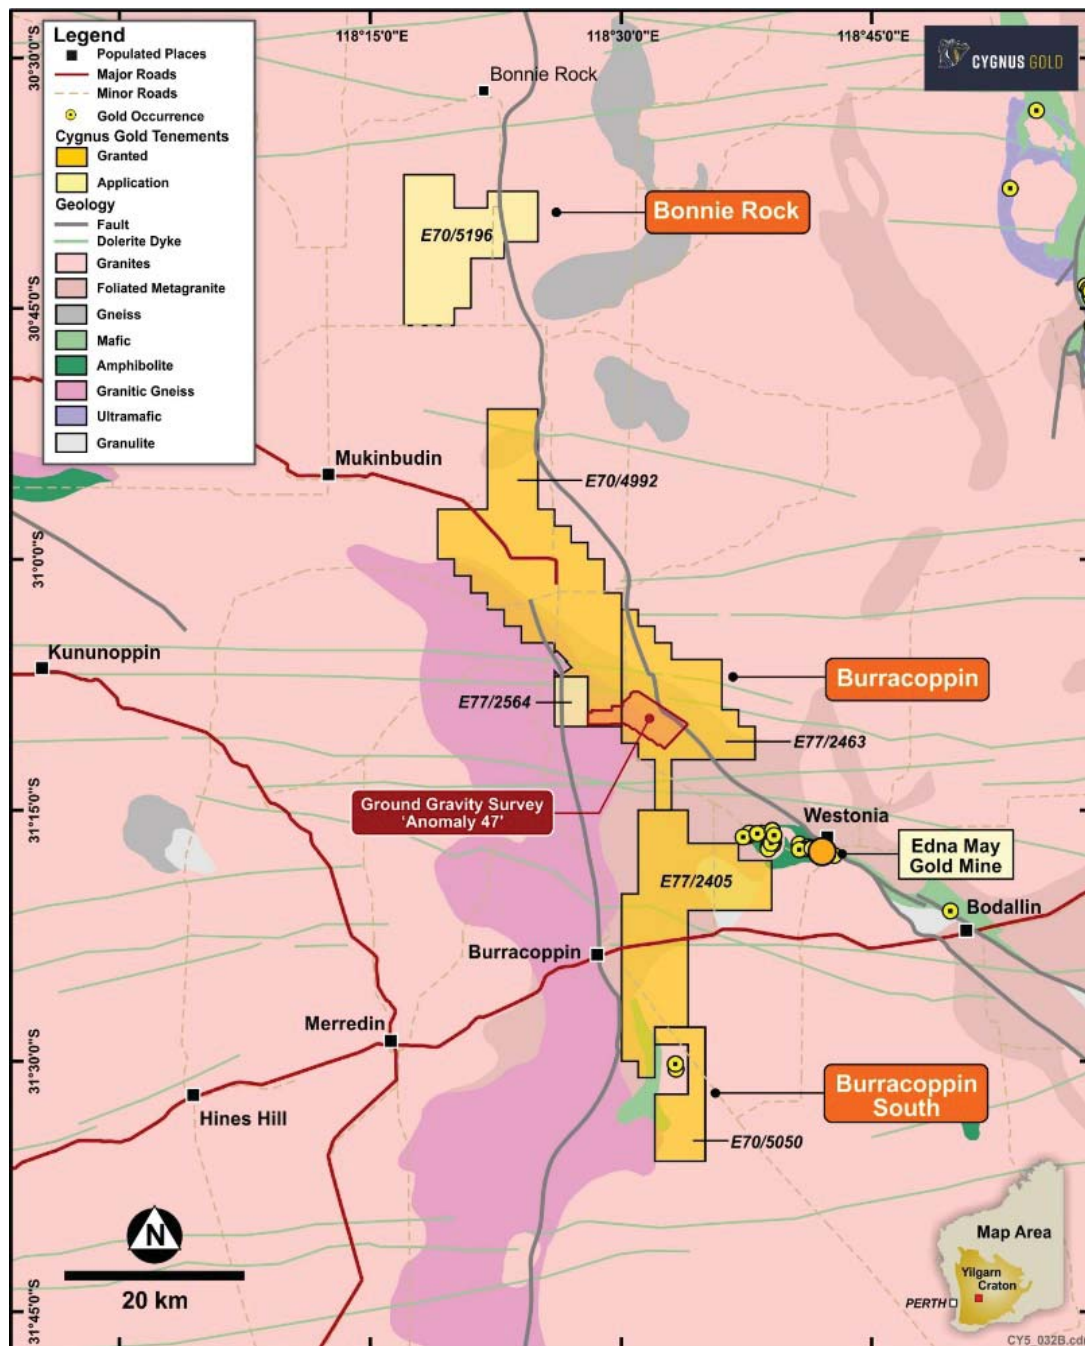 118°15'0"E
118°30'0"E
118°45'0"E
30°30'0"S
30°45'0"S
31°0'0"S
31°15'0"S
31°30'0"S
31°45'0"S
Legend
Populated Places
Major Roads
Minor Roads
Gold Occurrence
Cygnus Gold Tenements
Granted
Application
Geology
Fault
Dolerite Dyke
Granites
Foliated Metagranite
Gneiss
Mafic
Amphibolite
Granitic Gneiss
Ultramafic
Granulite
CYGNUS GOLD
Bonnie Rock
Bonnie Rock
E70/5196
Mukinbudin
E70/4992
Kununoppin
Burracoppin
E77/2564
E77/2463
Ground Gravity Survey
'Anomaly 47'
Westonia
Edna May
Gold Mine
E77/2405
Bodallin
Burracoppin
Merredin
Hines Hill
Burracoppin
South
E70/5050
N
20 km
Map Area
Yilgarn
Craton
PERTH
CY5_032B.cdr